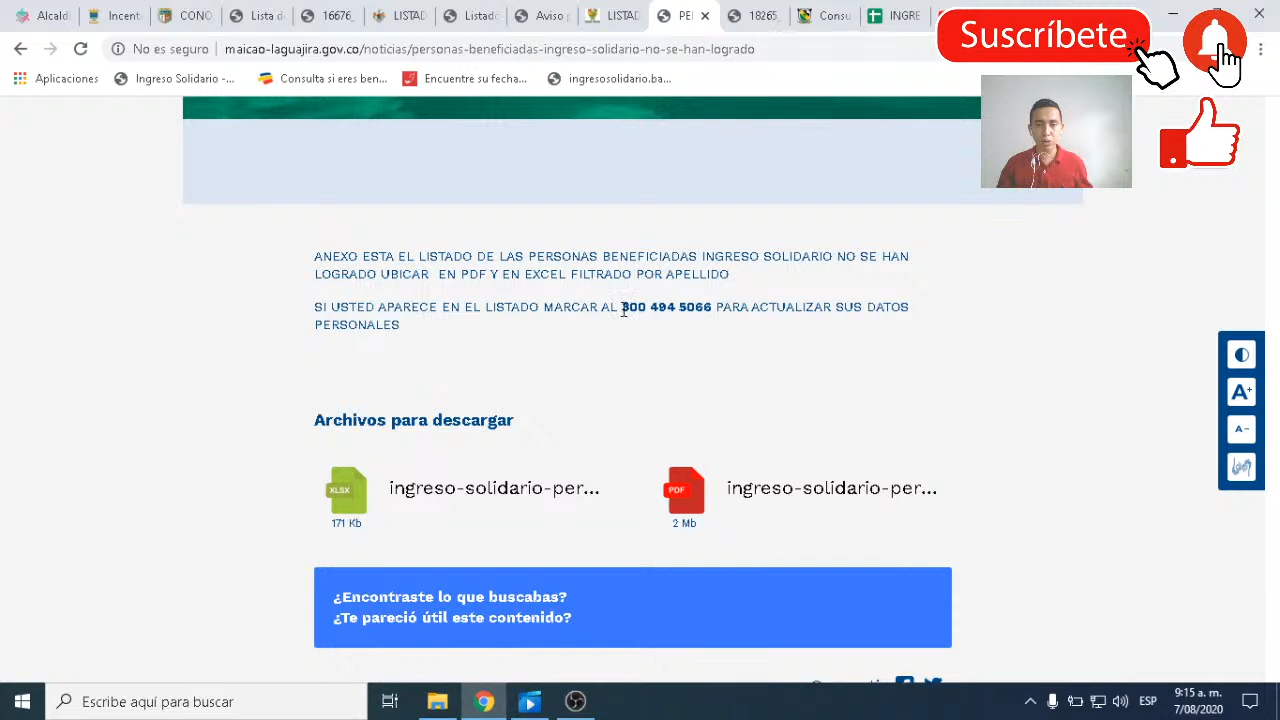 Alcald
Incent
CONO
Lista d
16676
LISTAD
Listado
Aviso
LISTAD
PE
18265
Consu
INGRE
Suscríbete
No es seguro
maicao-laguajira.gov.co/noticias/personas-beneficiadas-ingreso-solidario-no-se-han-logrado
Aplicaciones
Ingreso Solidario -...
Consulta si eres ben...
Encuentre su fecha...
ingresosolidario.ba...
ANEXO ESTA EL LISTADO DE LAS PERSONAS BENEFICIADAS INGRESO SOLIDARIO NO SE HAN
LOGRADO UBICAR EN PDF Y EN EXCEL FILTRADO POR APELLIDO
SI USTED APARECE EN EL LISTADO MARCAR AL 300 494 5066 PARA ACTUALIZAR SUS DATOS
PERSONALES
A+
A-
Archivos para descargar
XLSX
ingreso-solidario-per...
171 Kb
PDF
ingreso-solidario-per...
2 Mb
¿Encontraste lo que buscabas?
¿Te pareció útil este contenido?
Escribe aquí para buscar
ESP
9:15 a. m.
7/08/2020